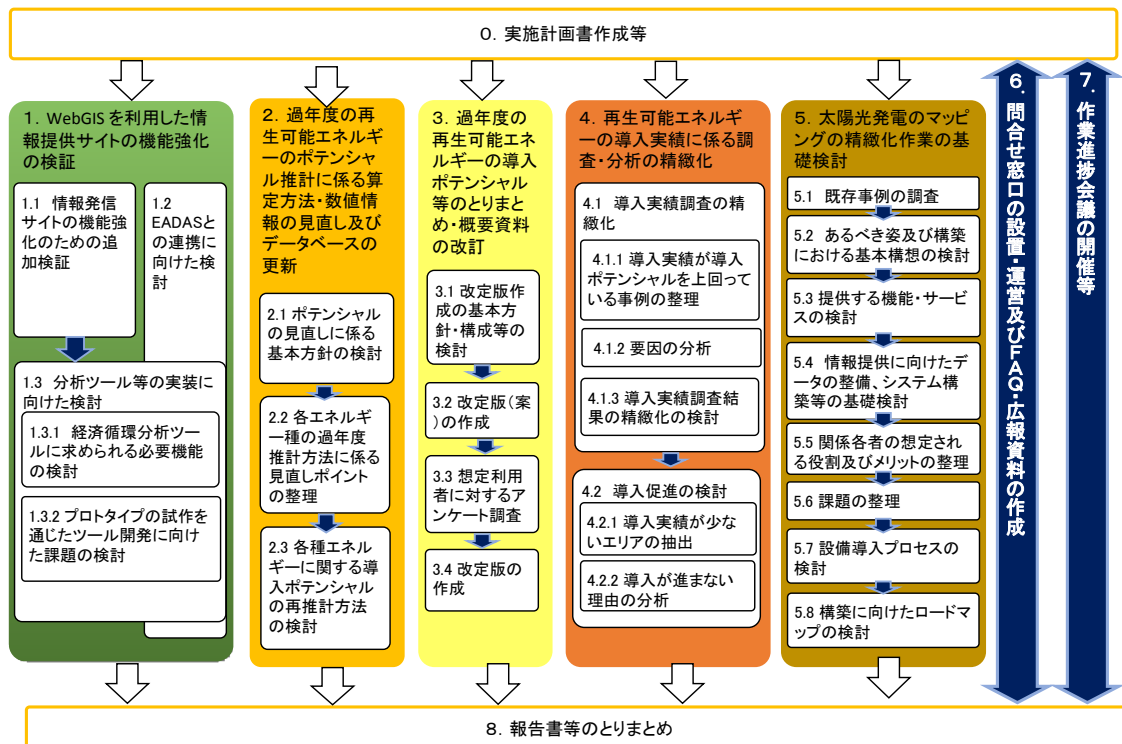 0．実施計画書作成等
1．WebGISを利用した情
報提供サイトの機能強化
の検証
1.1 情報発信
サイトの機能強
化のための追
加検証
1.2
EADASと
の連携に
向けた検
討
1.3 分析ツール等の実装に
向けた検討
1.3.1 経済循環分析ツー
ルに求められる必要機能
の検討
1.3.2 プロトタイプの試作を
通じたツール開発に向け
た課題の検討
2．過年度の再
生可能エネルギ
ーのポテンシャ
ル推計に係る算
定方法・数値情
報の見直し及び
データベースの
更新
2.1 ポテンシャル
の見直しに係る
基本方針の検討
2.2 各エネルギ
ー種の過年度
推計方法に係る
見直しポイント
の整理
2.3 各種エネル
ギーに関する導
入ポテンシャル
の再推計方法
の検討
3．過年度の
再生可能エネ
ルギーの導入
ポテンシャル
等のとりまと
め・概要資料
の改訂
3.1 改定版作
成の基本方
針・構成等の
検討
3.2 改定版（案
）の作成
3.3 想定利用
者に対するア
ンケート調査
3.4 改定版の
作成
4．再生可能エネルギ
ーの導入実績に係る調
査・分析の精緻化
4.1 導入実績調査の精
緻化
4.1.1 導入実績が導入
ポテンシャルを上回って
いる事例の整理
4.1.2 要因の分析
4.1.3 導入実績調査結
果の精緻化の検討
4.2 導入促進の検討
4.2.1 導入実績が少な
いエリアの抽出
4.2.2 導入が進まない
理由の分析
5．太陽光発電のマッピ
ングの精緻化作業の基
礎検討
5.1 既存事例の調査
5.2 あるべき姿及び構築
における基本構想の検討
5.3 提供する機能・サービ
スの検討
5.4 情報提供に向けたデ
ータの整備、システム構
築等の基礎検討
5.5 関係各者の想定され
る役割及びメリットの整理
5.6 課題の整理
5.7 設備導入プロセスの
検討
5.8 構築に向けたロードマ
ップの検討
6．問合せ窓口の設置・運営及びFAQ・広報資料の作成
7．作業進捗会議の開催等
8．報告書等のとりまとめ